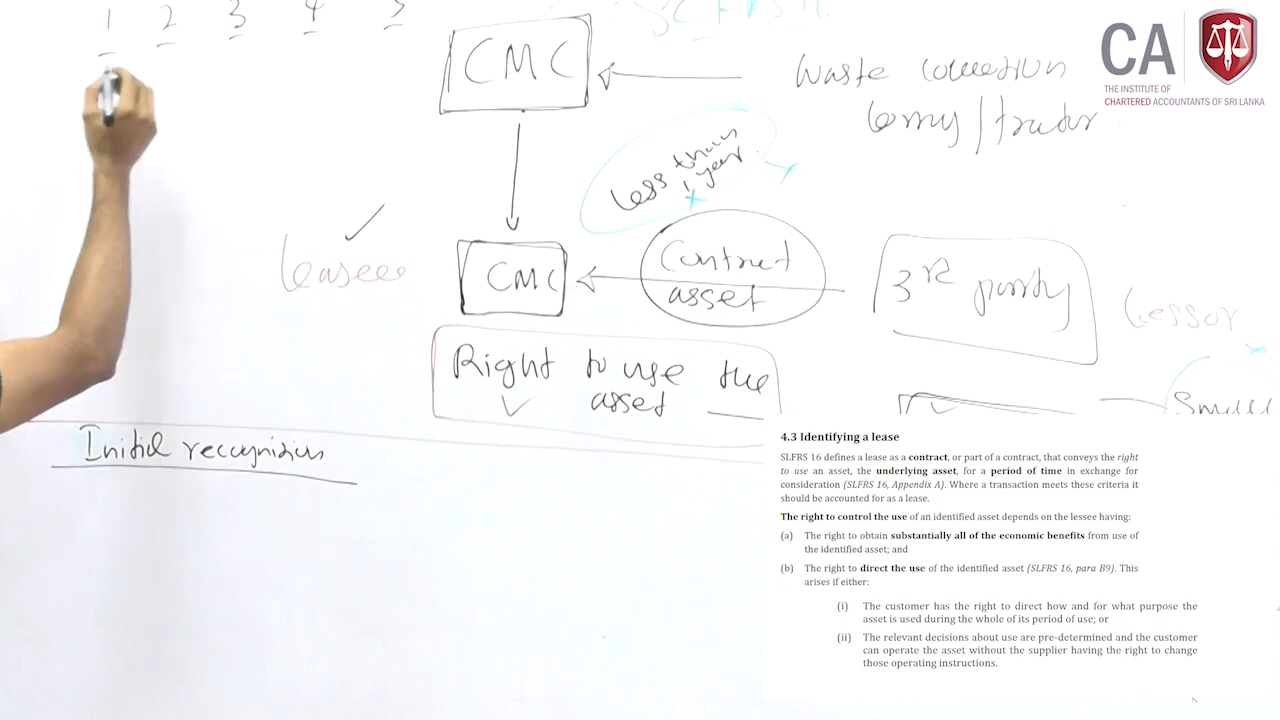 1 2 3 4 5
SLFRS 16
CMC
CA
THE INSTITUTE OF
CHARTERED ACCOUNTANTS OF SRI LANKA
Waste collection
lorry / tractor
Less than
1 year
Leasee
CMC
Contract
asset
3rd party
Lessor
Right to use the
asset
Small
Initial recognition
4.3 Identifying a lease
SLFRS 16 defines a lease as a contract, or part of a contract, that conveys the right
to use an asset, the underlying asset, for a period of time in exchange for
consideration (SLFRS 16, Appendix A). Where a transaction meets these criteria it
should be accounted for as a lease.
The right to control the use of an identified asset depends on the lessee having:
(a) The right to obtain substantially all of the economic benefits from use of
the identified asset; and
(b) The right to direct the use of the identified asset (SLFRS 16, para B9). This
arises if either:
(i) The customer has the right to direct how and for what purpose the
asset is used during the whole of its period of use; or
(ii) The relevant decisions about use are pre-determined and the customer
can operate the asset without the supplier having the right to change
those operating instructions.